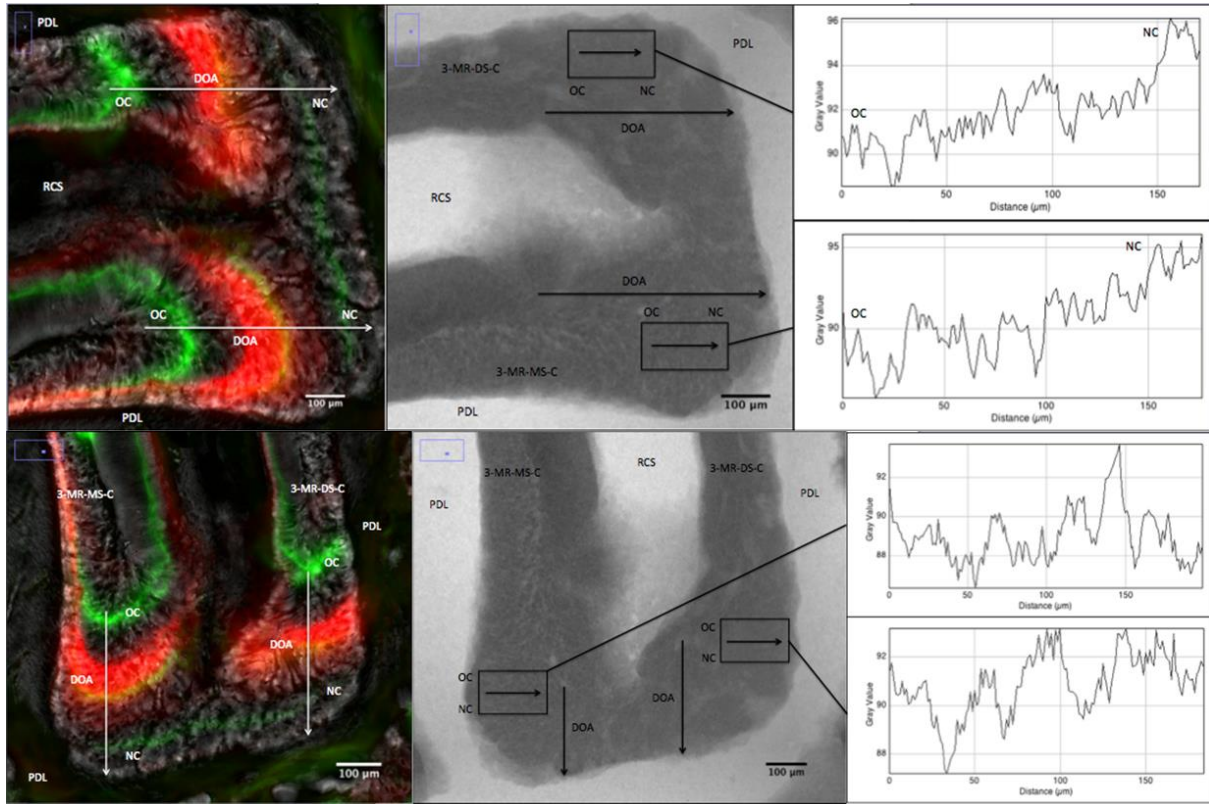 PDL
DOA
OC
NC
RCS
OC
DOA
NC
PDL
100 µm
3-MR-DS-C
PDL
OC NC
DOA
RCS
DOA
OC NC
3-MR-MS-C
PDL
100 µm
96
94
92
90
Gray Value
OC
NC
0 50 100 150
Distance (µm)
95
90
Gray Value
OC
NC
0 50 100 150
Distance (µm)
3-MR-MS-C
3-MR-DS-C
PDL
OC
OC
DOA
DOA
NC
NC
PDL
100 µm
3-MR-MS-C
RCS
3-MR-DS-C
PDL
PDL
OC
NC
OC
NC
DOA
DOA
100 µm
92
90
88
Gray Value
0 50 100 150
Distance (µm)
92
90
88
Gray Value
0 50 100 150
Distance (µm)